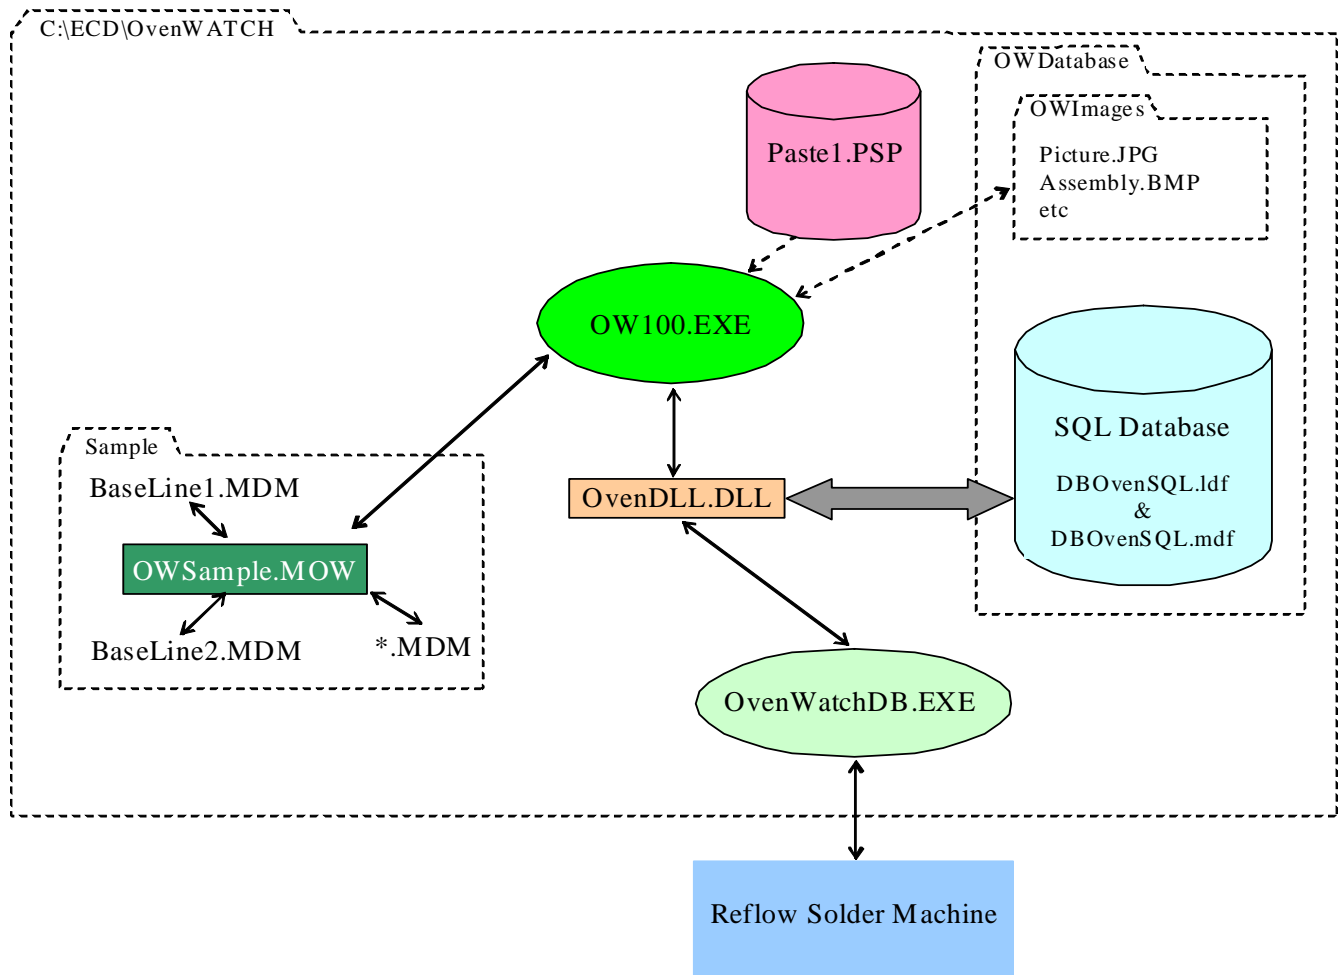 C:\ECD\OvenWATCH
OWDatabase
OWImages
Picture.JPG
Assembly.BMP
etc
Paste1.PSP
OW100.EXE
SQL Database
DBOvenSQL.ldf
&
DBOvenSQL.mdf
Sample
BaseLine1.MDM
OWSample.MOW
BaseLine2.MDM
*.MDM
OvenDLL.DLL
OvenWatchDB.EXE
Reflow Solder Machine